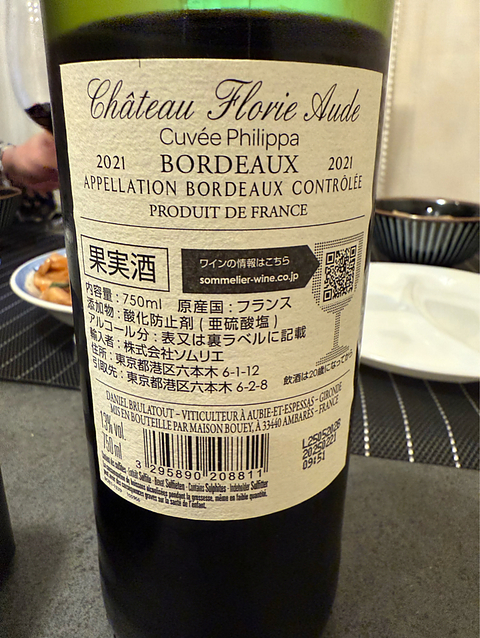 Château Florie Aude
Cuvée Philippa
2021 BORDEAUX 2021
APPELLATION BORDEAUX CONTRÔLÉE
PRODUIT DE FRANCE
果実酒
ワインの情報はこちら
sommelier-wine.co.jp
内容量：750ml 原産国：フランス
添加物：酸化防止剤(亜硫酸塩)
アルコール分：表又は裏ラベルに記載
輸入者：株式会社ソムリエ
住所：東京都港区六本木 6-1-12
引取先：東京都港区六本木 6-2-8
飲酒は20歳になってから
DANIEL BRULATOUT - VITICULTEUR À AUBIE-ET-ESPESSAS - GIRONDE
MIS EN BOUTEILLE PAR MAISON BOUEY, À 33440 AMBARÈS - FRANCE
13% vol.
750 ml
3 295890 208811
L25052026
20250221
09151